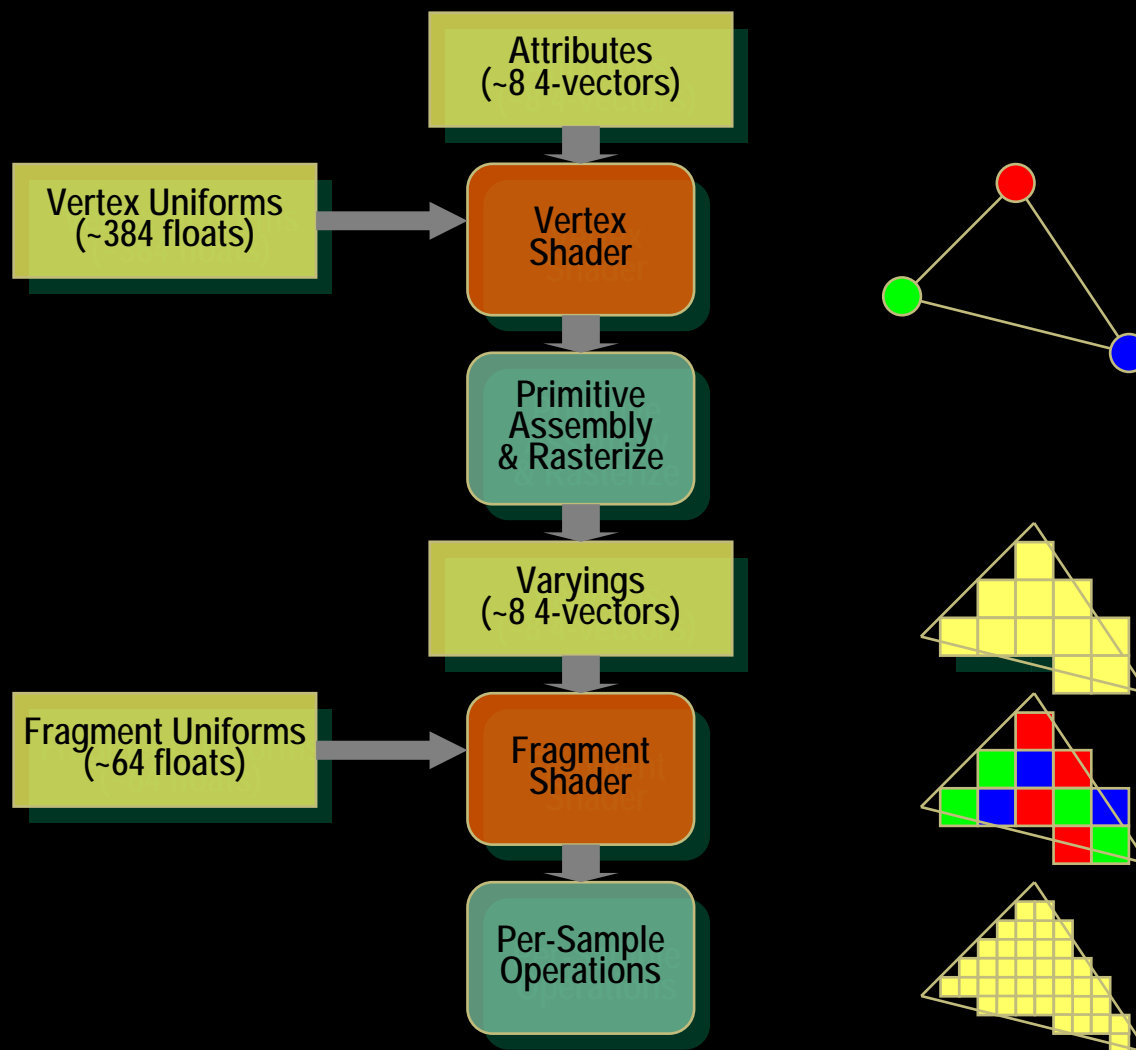 Attributes
(~8 4-vectors)
Vertex Uniforms
(~384 floats)
Vertex
Shader
Primitive
Assembly
& Rasterize
Varyings
(~8 4-vectors)
Fragment Uniforms
(~64 floats)
Fragment
Shader
Per-Sample
Operations